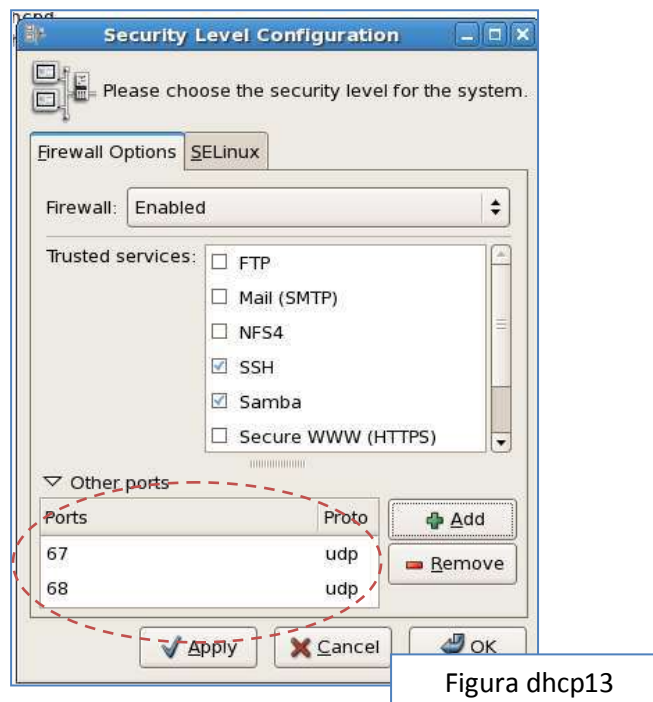 Security Level Configuration
Please choose the security level for the system.
Firewall Options SELinux
Firewall: Enabled
Trusted services:
FTP
Mail (SMTP)
NFS4
SSH
Samba
Secure WWW (HTTPS)
Other ports
Ports Proto
67 udp
68 udp
Add
Remove
Apply Cancel OK
Figura dhcp13